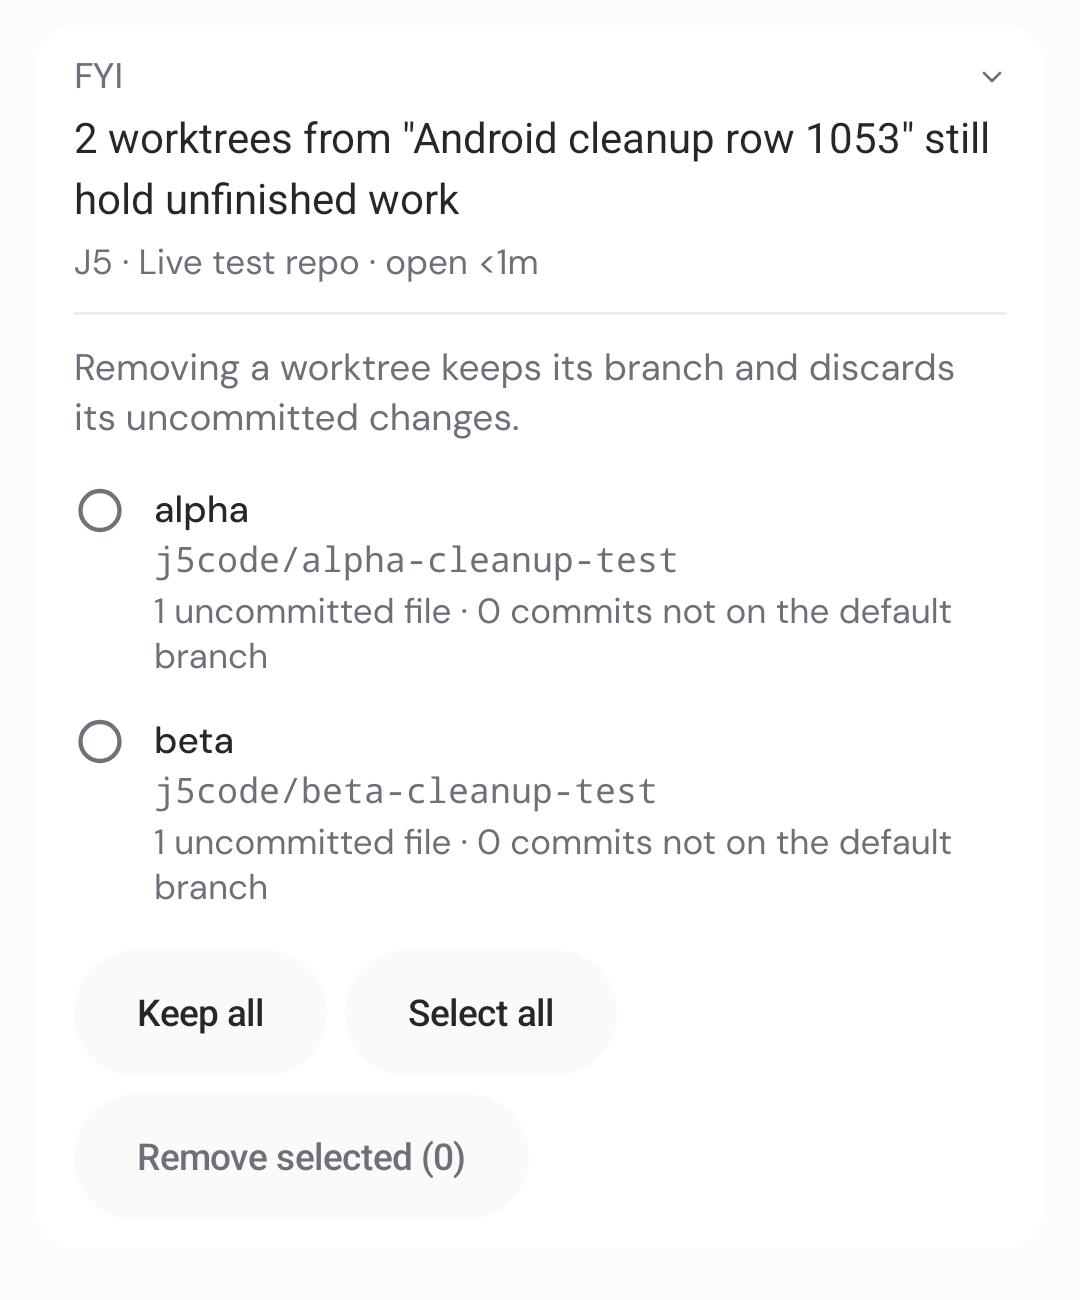 FYI
2 worktrees from "Android cleanup row 1053" still
hold unfinished work
J5 · Live test repo · open <1m
Removing a worktree keeps its branch and discards
its uncommitted changes.
alpha
j5code/alpha-cleanup-test
1 uncommitted file · 0 commits not on the default
branch
beta
j5code/beta-cleanup-test
1 uncommitted file · 0 commits not on the default
branch
Keep all
Select all
Remove selected (0)